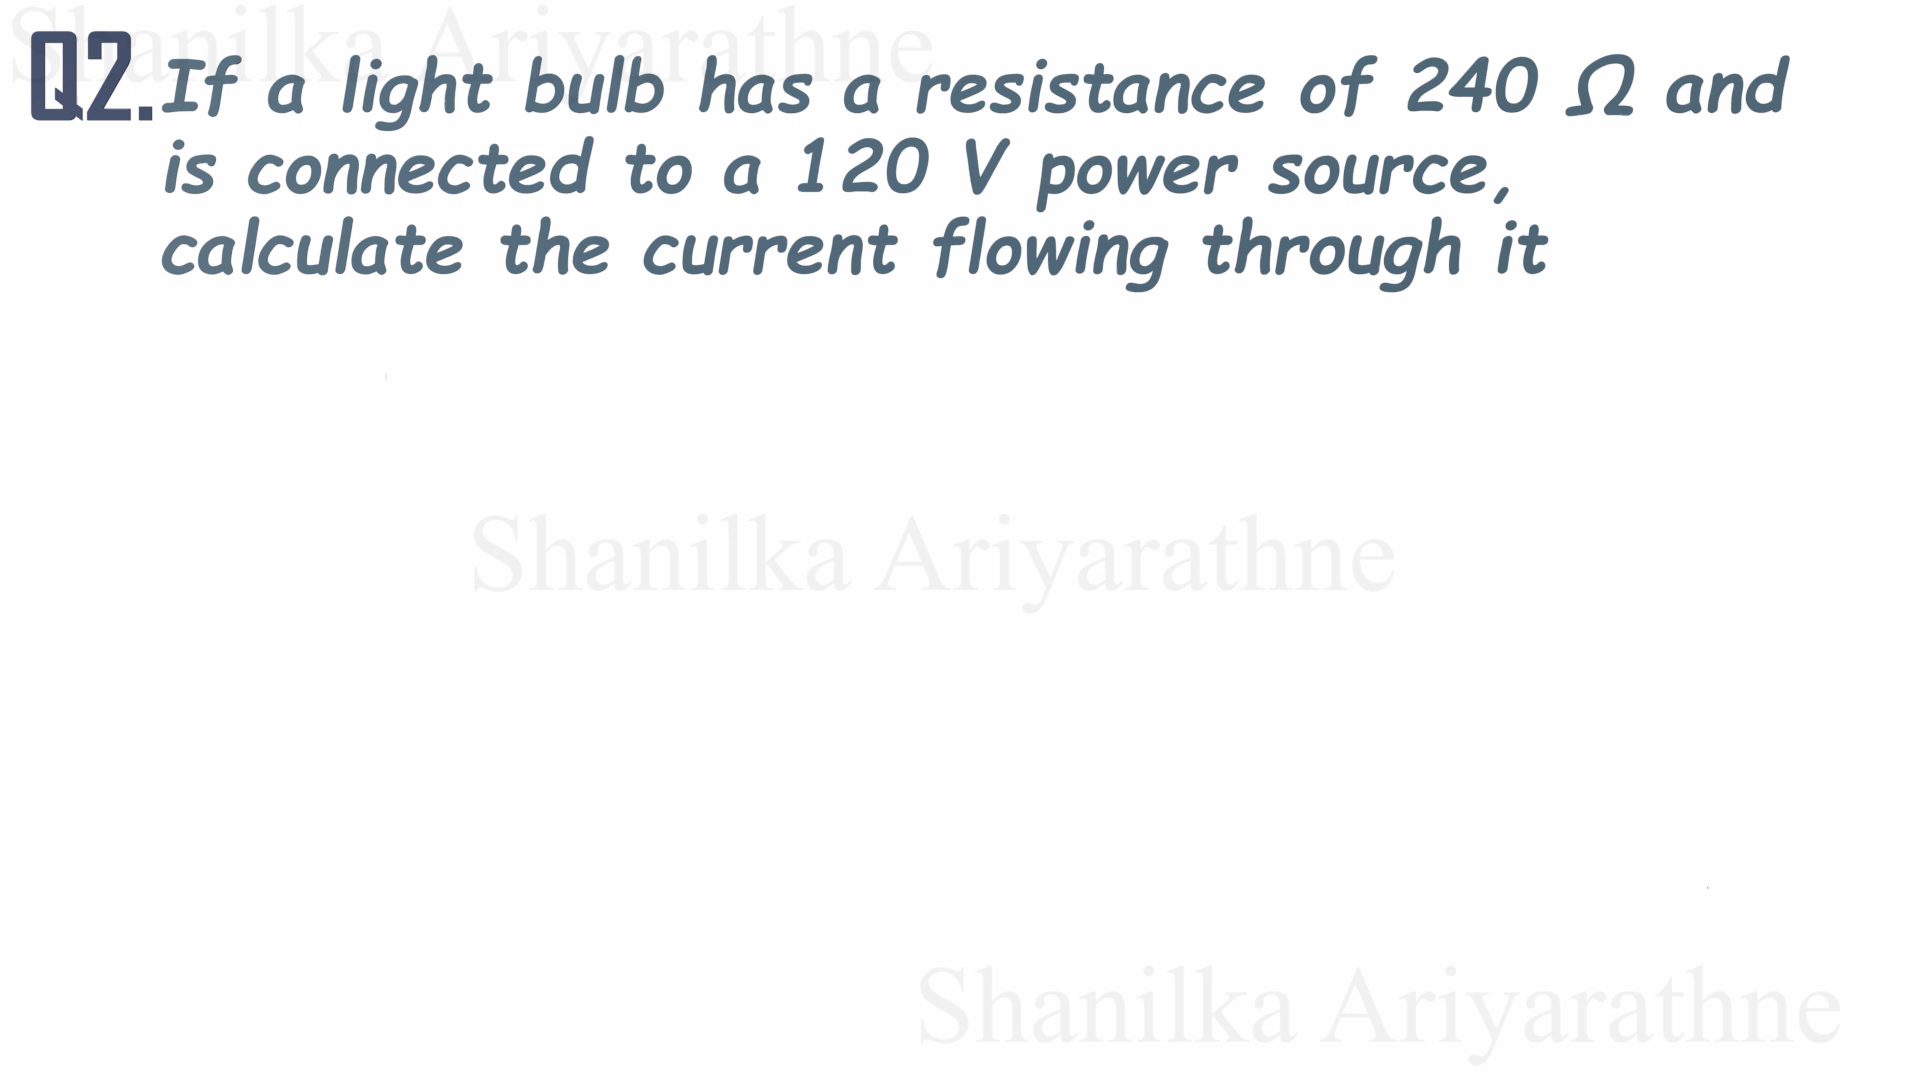 Shanilka Ariyarathne
Q2. If a light bulb has a resistance of 240 Ω and
is connected to a 120 V power source,
calculate the current flowing through it
Shanilka Ariyarathne
Shanilka Ariyarathne